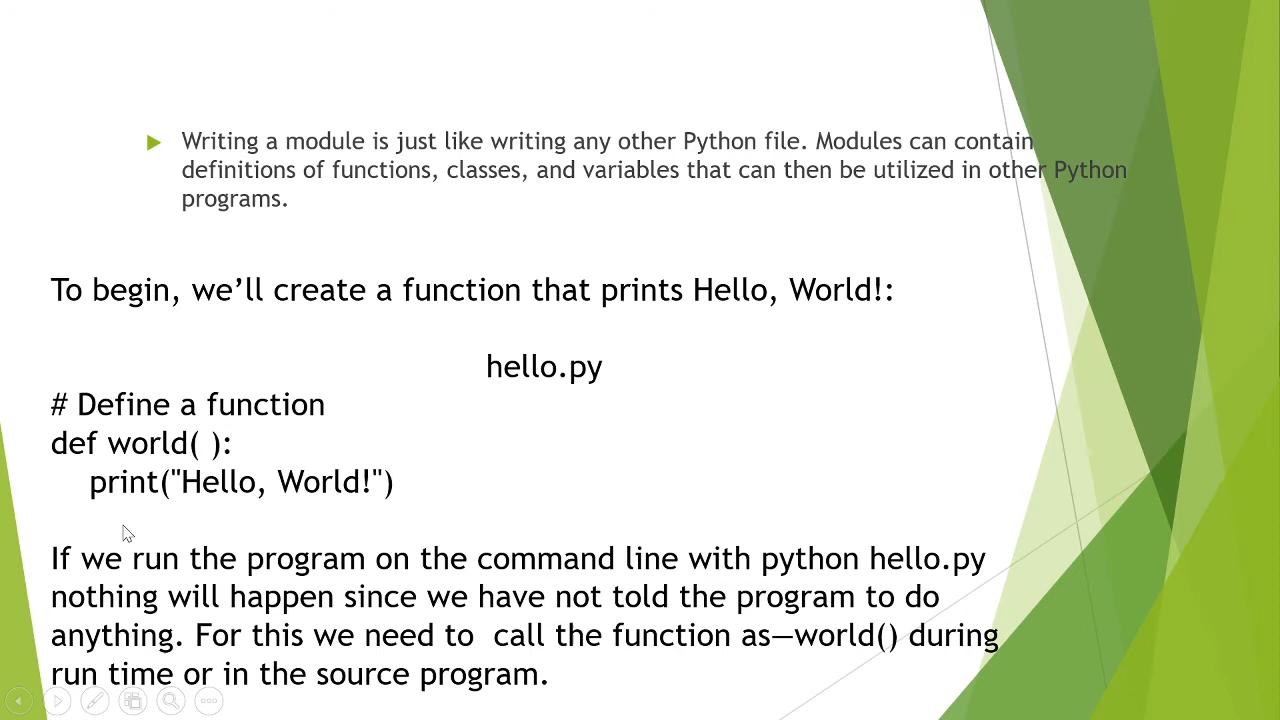 Writing a module is just like writing any other Python file. Modules can contain
definitions of functions, classes, and variables that can then be utilized in other Python
programs.
To begin, we’ll create a function that prints Hello, World!:
hello.py
# Define a function
def world( ):
print("Hello, World!")
If we run the program on the command line with python hello.py
nothing will happen since we have not told the program to do
anything. For this we need to  call the function as—world() during
run time or in the source program.